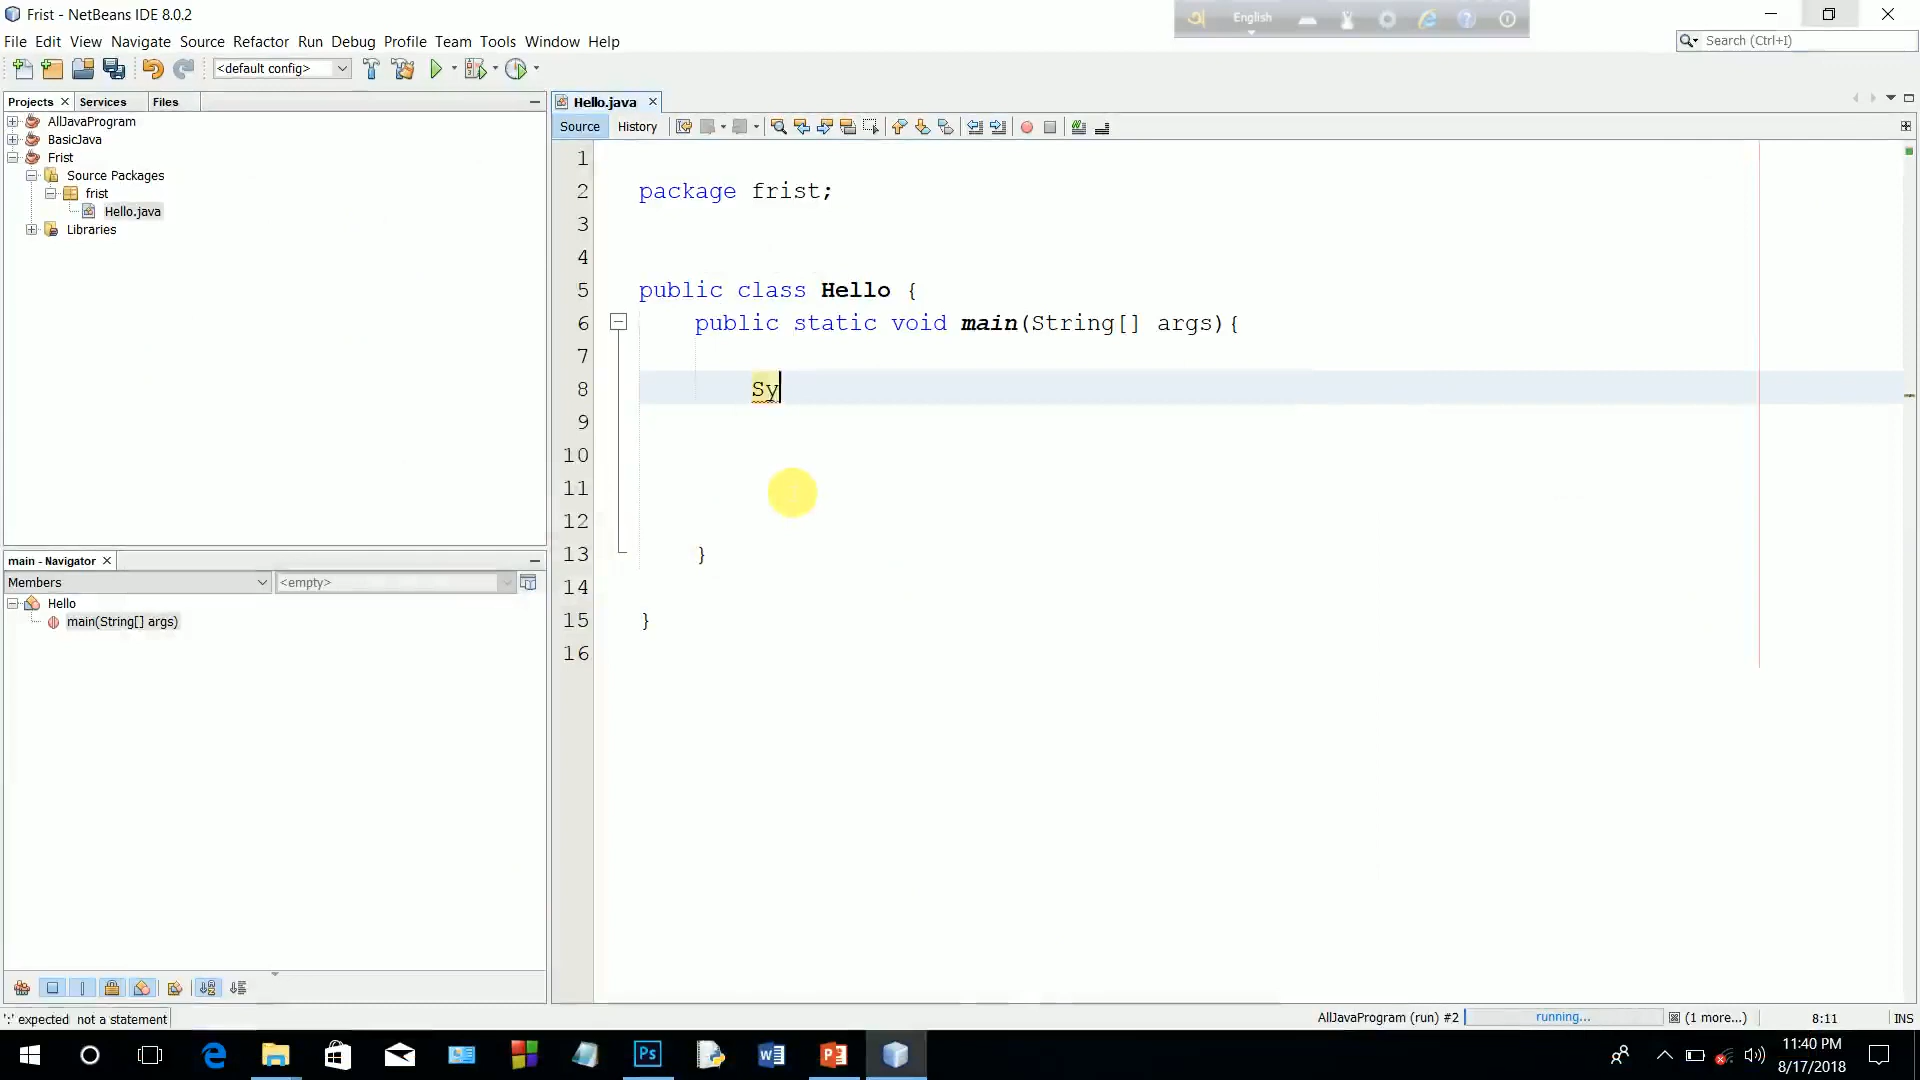 Frist - NetBeans IDE 8.0.2
English
File Edit View Navigate Source Refactor Run Debug Profile Team Tools Window Help
Search (Ctrl+I)
<default config>
Projects Services Files
Hello.java
AllJavaProgram
BasicJava
Frist
Source Packages
frist
Hello.java
Libraries
Source History
1
2 package frist;
3
4
5 public class Hello {
6 public static void main(String[] args){
7
8 Sy
9
10
11
12
13 }
14
15 }
16
main - Navigator
Members <empty>
Hello
main(String[] args)
';' expected not a statement
AllJavaProgram (run) #2 running... (1 more...) 8:11 INS
11:40 PM
8/17/2018